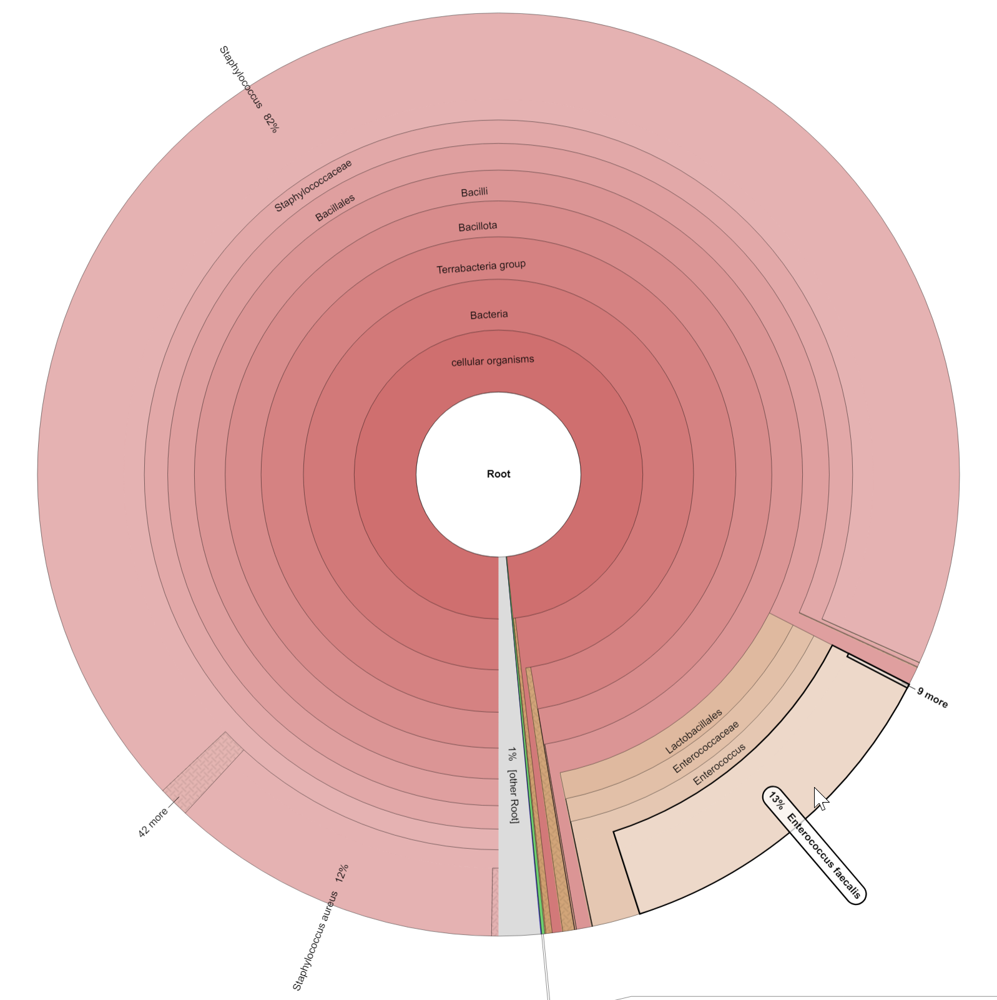 Staphylococcus 82%
Staphylococcaceae
Bacillales
Bacilli
Bacillota
Terrabacteria group
Bacteria
cellular organisms
Root
9 more
Lactobacillales
Enterococcaceae
Enterococcus
13% Enterococcus faecalis
1% [other Root]
42 more
Staphylococcus aureus 12%